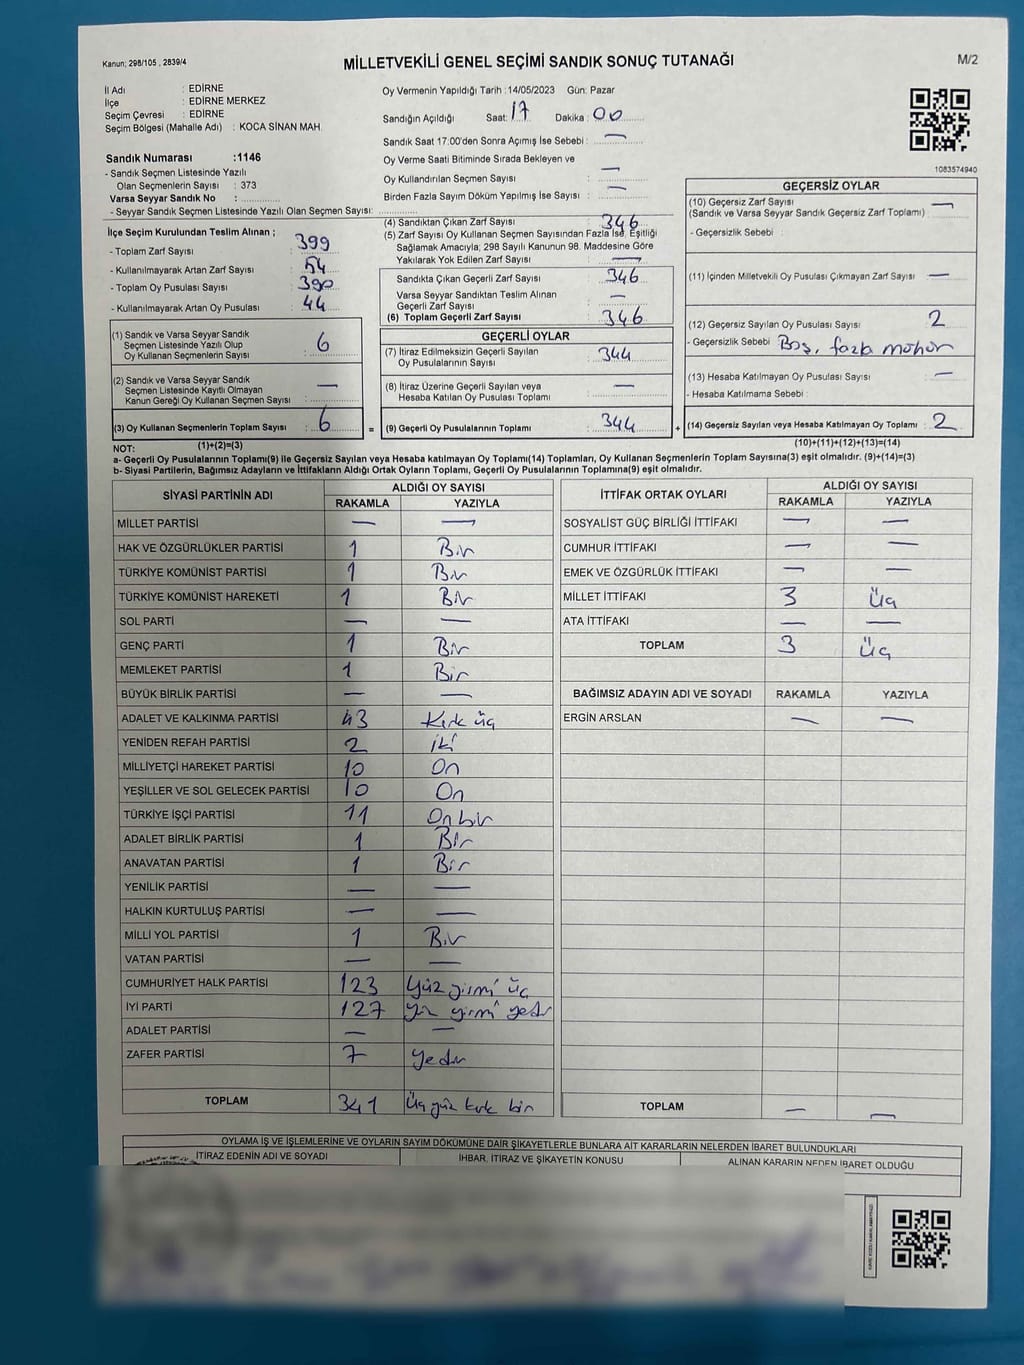 Kanun; 298/105 , 2839/4
MİLLETVEKİLİ GENEL SEÇİMİ SANDIK SONUÇ TUTANAĞI
M/2
İl Adı : EDİRNE
İlçe : EDİRNE MERKEZ
Seçim Çevresi : EDİRNE
Seçim Bölgesi (Mahalle Adı) : KOCA SİNAN MAH.
Sandık Numarası :1146
- Sandık Seçmen Listesinde Yazılı
Olan Seçmenlerin Sayısı : 373
Varsa Seyyar Sandık No :
- Seyyar Sandık Seçmen Listesinde Yazılı Olan Seçmen Sayısı:
Oy Vermenin Yapıldığı Tarih :14/05/2023 Gün: Pazar
Sandığın Açıldığı Saat: 17 Dakika : 00
Sandık Saat 17:00'den Sonra Açımış İse Sebebi : —
Oy Verme Saati Bitiminde Sırada Bekleyen ve
Oy Kullandırılan Seçmen Sayısı : —
Birden Fazla Sayım Döküm Yapılmış İse Sayısı : —
1083574940
İlçe Seçim Kurulundan Teslim Alınan ;
- Toplam Zarf Sayısı : 399
- Kullanılmayarak Artan Zarf Sayısı : 54
- Toplam Oy Pusulası Sayısı : 390
- Kullanılmayarak Artan Oy Pusulası : 44
(4) Sandıktan Çıkan Zarf Sayısı : 346
(5) Zarf Sayısı Oy Kullanan Seçmen Sayısından Fazla İse, Eşitliği
Sağlamak Amacıyla; 298 Sayılı Kanunun 98. Maddesine Göre
Yakılarak Yok Edilen Zarf Sayısı : —
Sandıkta Çıkan Geçerli Zarf Sayısı : 346
Varsa Seyyar Sandıktan Teslim Alınan
Geçerli Zarf Sayısı : —
(6) Toplam Geçerli Zarf Sayısı : 346
GEÇERSİZ OYLAR
(10) Geçersiz Zarf Sayısı : —
(Sandık ve Varsa Seyyar Sandık Geçersiz Zarf Toplamı)
- Geçersizlik Sebebi :
(11) İçinden Milletvekili Oy Pusulası Çıkmayan Zarf Sayısı : —
(12) Geçersiz Sayılan Oy Pusulası Sayısı : 2
- Geçersizlik Sebebi : Boş, fazla mühür
(13) Hesaba Katılmayan Oy Pusulası Sayısı : —
- Hesaba Katılmama Sebebi :
(14) Geçersiz Sayılan veya Hesaba Katılmayan Oy Toplamı : 2
(10)+(11)+(12)+(13)=(14)
(1) Sandık ve Varsa Seyyar Sandık
Seçmen Listesinde Yazılı Olup
Oy Kullanan Seçmenlerin Sayısı : 6
(2) Sandık ve Varsa Seyyar Sandık
Seçmen Listesinde Kayıtlı Olmayan
Kanun Gereği Oy Kullanan Seçmen Sayısı : —
(3) Oy Kullanan Seçmenlerin Toplam Sayısı : 6 =
(1)+(2)=(3)
GEÇERLİ OYLAR
(7) İtiraz Edilmeksizin Geçerli Sayılan
Oy Pusulalarının Sayısı : 344
(8) İtiraz Üzerine Geçerli Sayılan veya
Hesaba Katılan Oy Pusulası Toplamı : —
(9) Geçerli Oy Pusulalarının Toplamı : 344 +
NOT:
a- Geçerli Oy Pusulasının Toplamı(9) ile Geçersiz Sayılan veya Hesaba katılmayan Oy Toplamı(14) Toplamları, Oy Kullanan Seçmenlerin Toplam Sayısına(3) eşit olmalıdır. (9)+(14)=(3)
b- Siyasi Partilerin, Bağımsız Adayların ve İttifakların Aldığı Ortak Oyların Toplamı, Geçerli Oy Pusulalarının Toplamına(9) eşit olmalıdır.
SİYASİ PARTİNİN ADI ALDIĞI OY SAYISI
RAKAMLA YAZIYLA
MİLLET PARTİSİ — —
HAK VE ÖZGÜRLÜKLER PARTİSİ 1 Bir
TÜRKİYE KOMÜNİST PARTİSİ 1 Bir
TÜRKİYE KOMÜNİST HAREKETİ 1 Bir
SOL PARTİ — —
GENÇ PARTİ 1 Bir
MEMLEKET PARTİSİ 1 Bir
BÜYÜK BİRLİK PARTİSİ — —
ADALET VE KALKINMA PARTİSİ 43 Kırk üç
YENİDEN REFAH PARTİSİ 2 iki
MİLLİYETÇİ HAREKET PARTİSİ 10 On
YEŞİLLER VE SOL GELECEK PARTİSİ 10 On
TÜRKİYE İŞÇİ PARTİSİ 11 On bir
ADALET BİRLİK PARTİSİ 1 Bir
ANAVATAN PARTİSİ 1 Bir
YENİLİK PARTİSİ — —
HALKIN KURTULUŞ PARTİSİ — —
MİLLİ YOL PARTİSİ 1 Bir
VATAN PARTİSİ — —
CUMHURİYET HALK PARTİSİ 123 Yüz yirmi üç
İYİ PARTİ 127 yüz yirmi yedi
ADALET PARTİSİ — —
ZAFER PARTİSİ 7 Yedi
TOPLAM 341 Üç yüz kırk bir
İTTİFAK ORTAK OYLARI ALDIĞI OY SAYISI
RAKAMLA YAZIYLA
SOSYALİST GÜÇ BİRLİĞİ İTTİFAKI — —
CUMHUR İTTİFAKI — —
EMEK VE ÖZGÜRLÜK İTTİFAKI — —
MİLLET İTTİFAKI 3 Üç
ATA İTTİFAKI — —
TOPLAM 3 Üç
BAĞIMSIZ ADAYIN ADI VE SOYADI RAKAMLA YAZIYLA
ERGİN ARSLAN — —
TOPLAM — —
OYLAMA İŞ VE İŞLEMLERİNE VE OYLARIN SAYIM DÖKÜMÜNE DAİR ŞİKAYETLERLE BUNLARA AİT KARARLARIN NELERDEN İBARET BULUNDUKLARI
İTİRAZ EDENİN ADI VE SOYADI İHBAR, İTİRAZ VE ŞİKAYETİN KONUSU ALINAN KARARIN NEDEN İBARET OLDUĞU